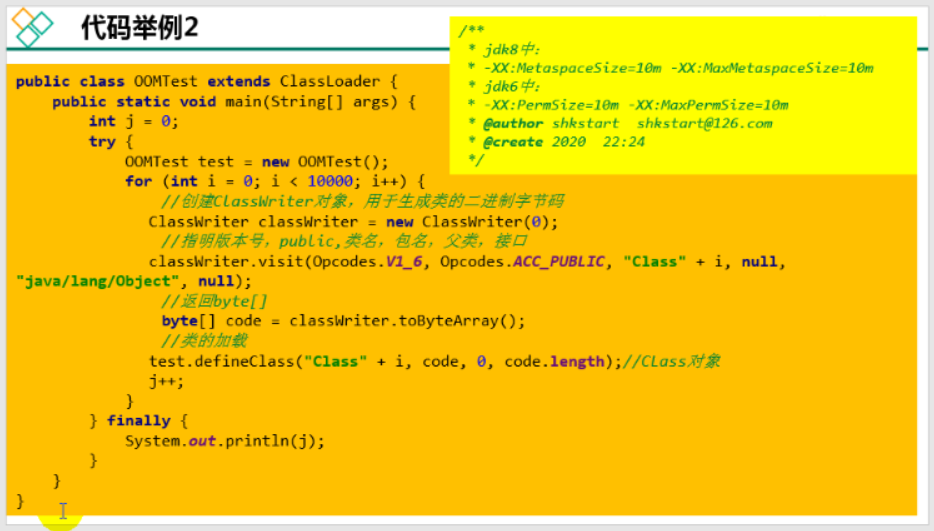 代码举例2
/**
* jdk8中:
* -XX:MetaspaceSize=10m -XX:MaxMetaspaceSize=10m
* jdk6中:
* -XX:PermSize=10m -XX:MaxPermSize=10m
* @author shkstart  shkstart@126.com
* @create 2020  22:24
*/
public class OOMTest extends ClassLoader {
public static void main(String[] args) {
int j = 0;
try {
OOMTest test = new OOMTest();
for (int i = 0; i < 10000; i++) {
//创建ClassWriter对象，用于生成类的二进制字节码
ClassWriter classWriter = new ClassWriter(0);
//指明版本号，public,类名，包名，父类，接口
classWriter.visit(Opcodes.V1_6, Opcodes.ACC_PUBLIC, "Class" + i, null,
"java/lang/Object", null);
//返回byte[]
byte[] code = classWriter.toByteArray();
//类的加载
test.defineClass("Class" + i, code, 0, code.length);//CLass对象
j++;
}
} finally {
System.out.println(j);
}
}
}